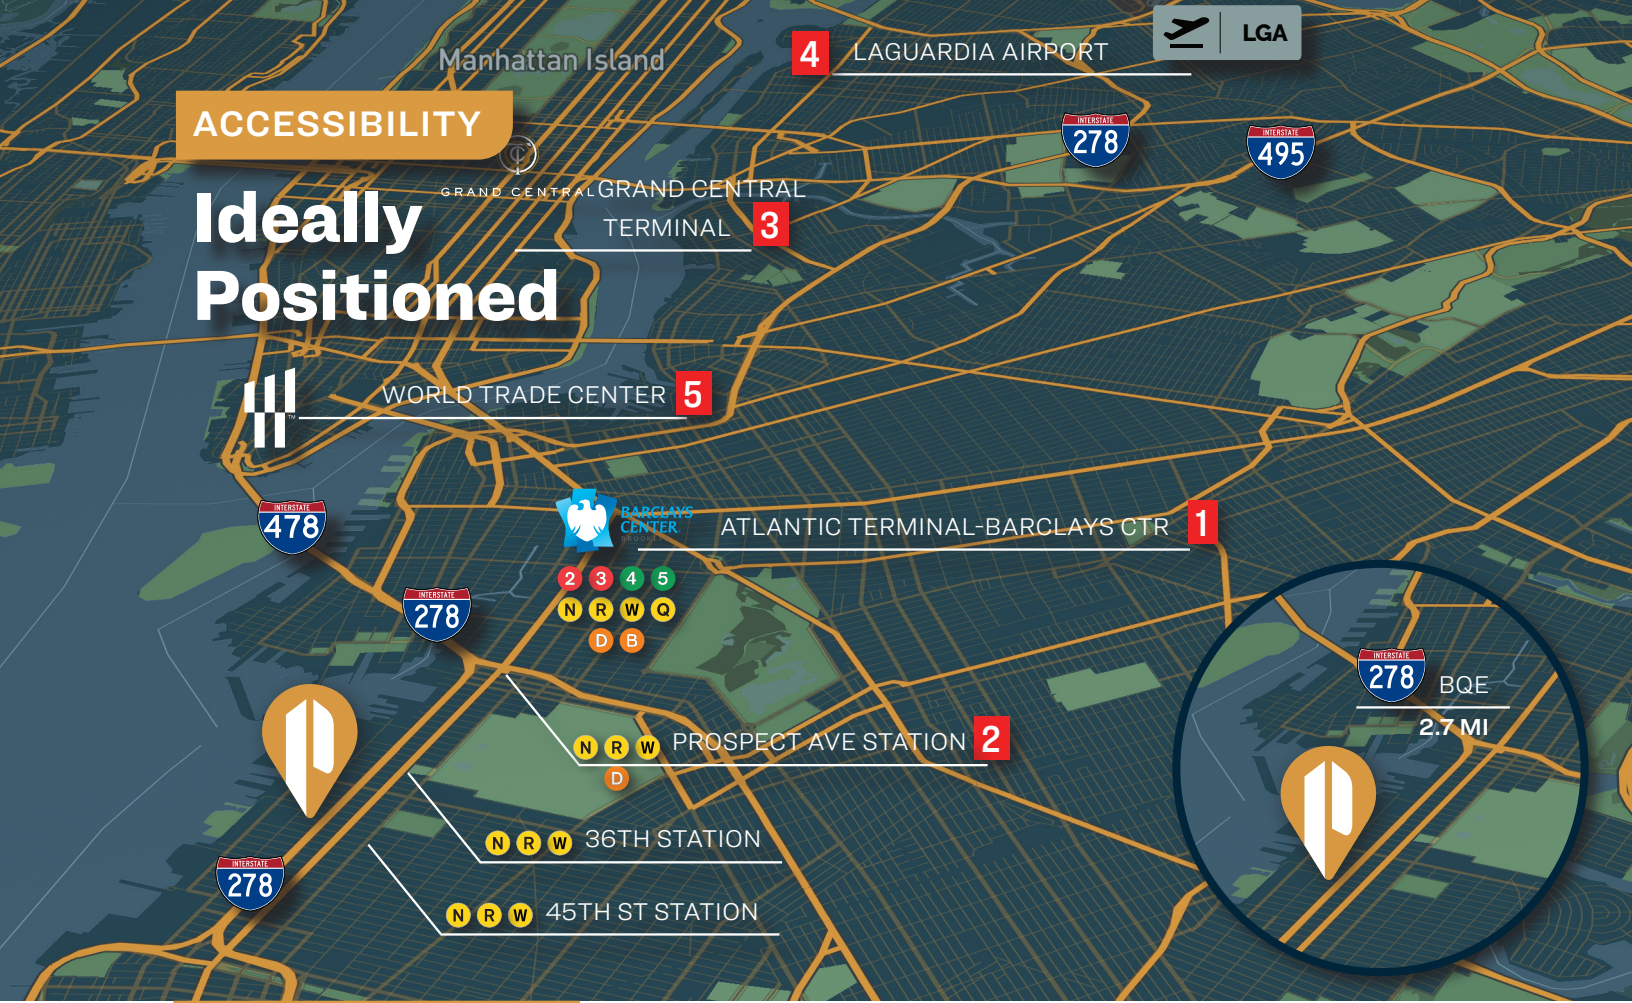 Manhattan Island
4 LAGUARDIA AIRPORT
LGA
ACCESSIBILITY
INTERSTATE
278
INTERSTATE
495
GRAND CENTRAL
GRAND CENTRAL
TERMINAL 3
Ideally
Positioned
WORLD TRADE CENTER 5
TM
INTERSTATE
478
BARCLAYS
CENTER
BROOKLYN
ATLANTIC TERMINAL-BARCLAYS CTR 1
2 3 4 5
N R W Q
D B
INTERSTATE
278
INTERSTATE
278 BQE
2.7 MI
N R W PROSPECT AVE STATION 2
D
N R W 36TH STATION
INTERSTATE
278
N R W 45TH ST STATION